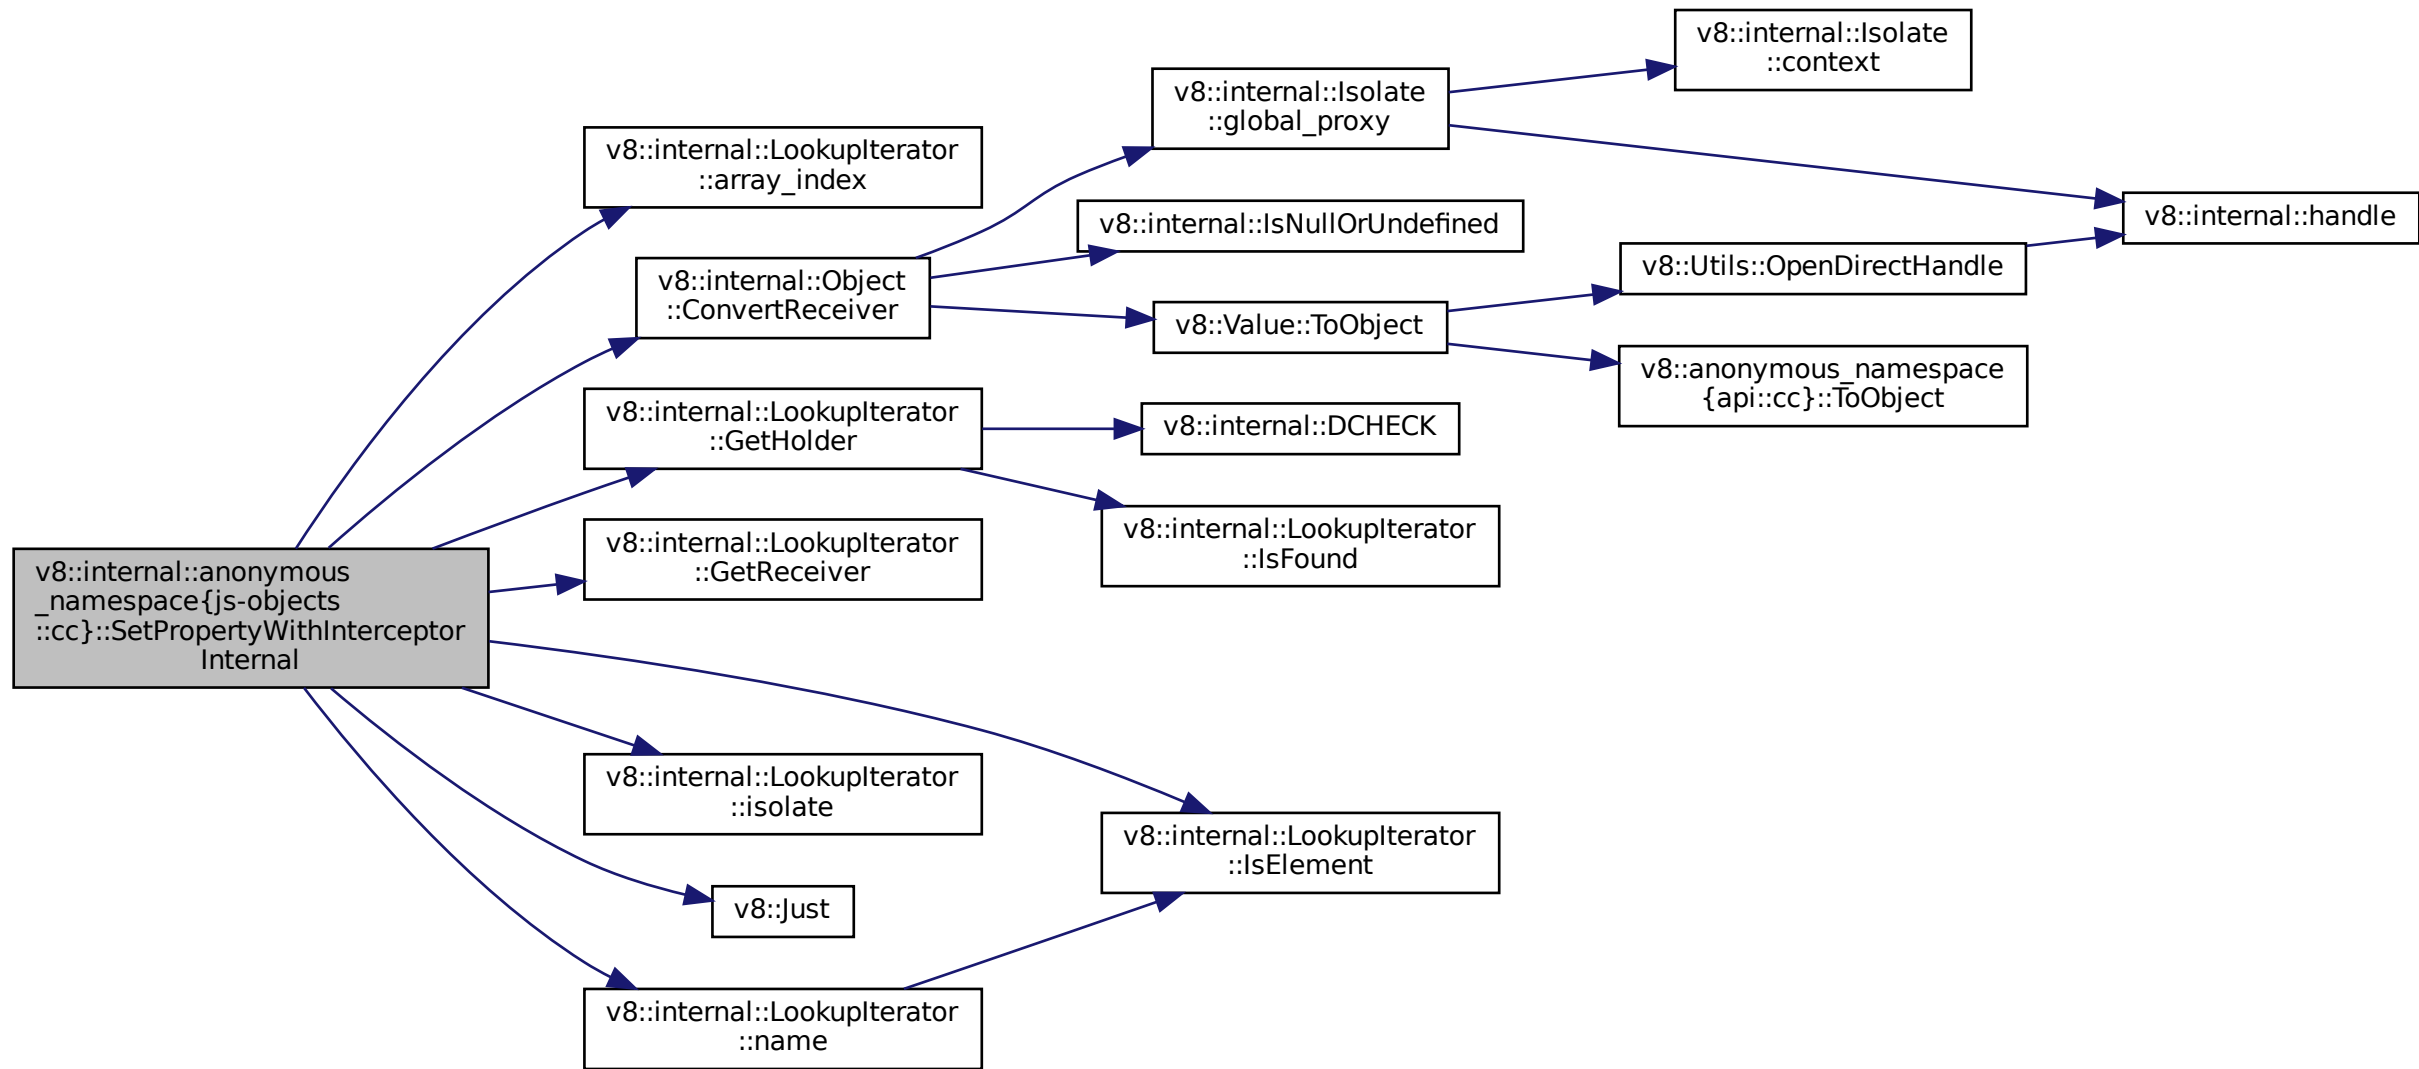 v8::internal::Isolate
::context
v8::internal::Isolate
::global_proxy
v8::internal::LookupIterator
::array_index
v8::internal::handle
v8::internal::IsNullOrUndefined
v8::Utils::OpenDirectHandle
v8::internal::Object
::ConvertReceiver
v8::Value::ToObject
v8::anonymous_namespace
{api::cc}::ToObject
v8::internal::LookupIterator
::GetHolder
v8::internal::DCHECK
v8::internal::LookupIterator
::IsFound
v8::internal::LookupIterator
::GetReceiver
v8::internal::anonymous
_namespace{js-objects
::cc}::SetPropertyWithInterceptor
Internal
v8::internal::LookupIterator
::isolate
v8::internal::LookupIterator
::IsElement
v8::Just
v8::internal::LookupIterator
::name